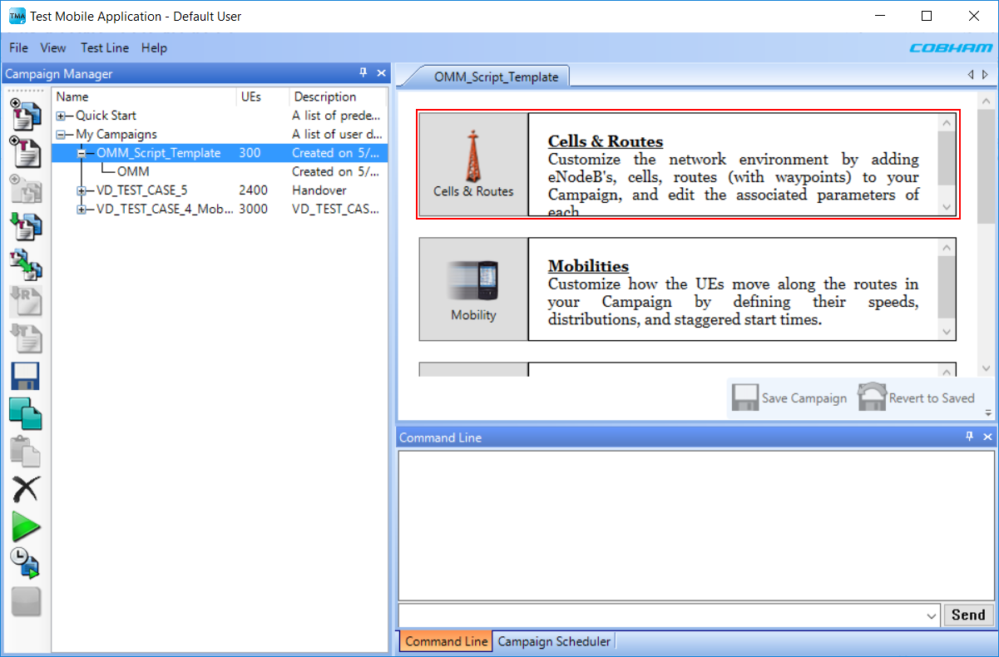 TMA Test Mobile Application - Default User
File View Test Line Help
COBHAM
Campaign Manager
Name UEs Description
Quick Start A list of prede...
My Campaigns A list of user d...
OMM_Script_Template 300 Created on 5/...
OMM Created on 5/...
VD_TEST_CASE_5 2400 Handover
VD_TEST_CASE_4_Mob... 3000 VD_TEST_CAS...
OMM_Script_Template
Cells & Routes
Cells & Routes
Customize the network environment by adding
eNodeB's, cells, routes (with waypoints) to your
Campaign, and edit the associated parameters of
each.
Mobility
Mobilities
Customize how the UEs move along the routes in
your Campaign by defining their speeds,
distributions, and staggered start times.
Save Campaign Revert to Saved
Command Line
Send
Command Line Campaign Scheduler